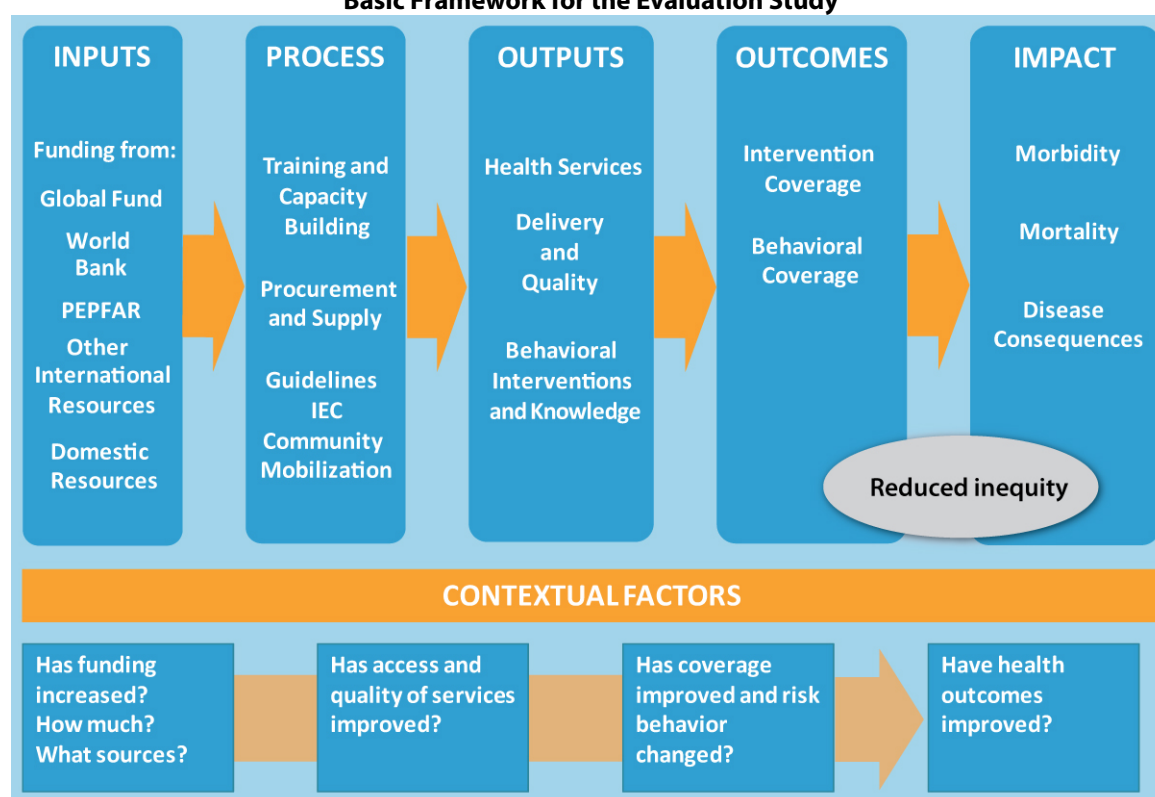 Basic Framework for the Evaluation Study
INPUTS
Funding from:
Global Fund
World
Bank
PEPFAR
Other
International
Resources
Domestic
Resources
PROCESS
Training and
Capacity
Building
Procurement
and Supply
Guidelines
IEC
Community
Mobilization
OUTPUTS
Health Services
Delivery
and
Quality
Behavioral
Interventions
and Knowledge
OUTCOMES
Intervention
Coverage
Behavioral
Coverage
IMPACT
Morbidity
Mortality
Disease
Consequences
Reduced inequity
CONTEXTUAL FACTORS
Has funding
increased?
How much?
What sources?
Has access and
quality of services
improved?
Has coverage
improved and risk
behavior
changed?
Have health
outcomes
improved?